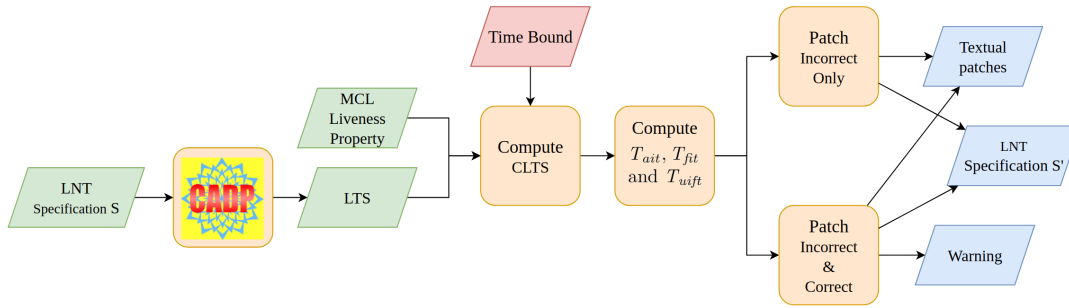 Time Bound
MCL
Liveness
Property
LNT
Specification S
CADP
LTS
Compute
CLTS
Compute
T_ait, T_fit
and T_uift
Patch
Incorrect
Only
Patch
Incorrect
&
Correct
Textual
patches
LNT
Specification S'
Warning